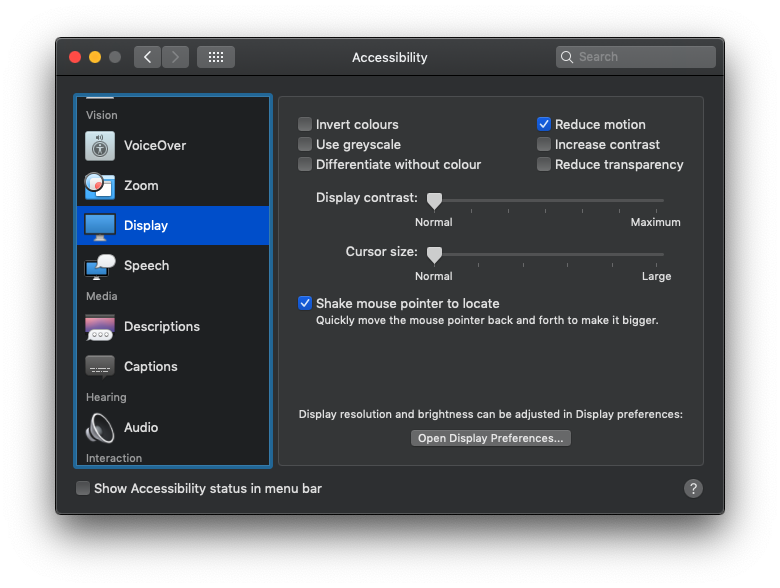 Accessibility
Search
Vision
VoiceOver
Zoom
Display
Speech
Media
Descriptions
Captions
Hearing
Audio
Interaction
Invert colours
Reduce motion
Use greyscale
Increase contrast
Differentiate without colour
Reduce transparency
Display contrast:
Normal
Maximum
Cursor size:
Normal
Large
Shake mouse pointer to locate
Quickly move the mouse pointer back and forth to make it bigger.
Display resolution and brightness can be adjusted in Display preferences:
Open Display Preferences...
Show Accessibility status in menu bar
?